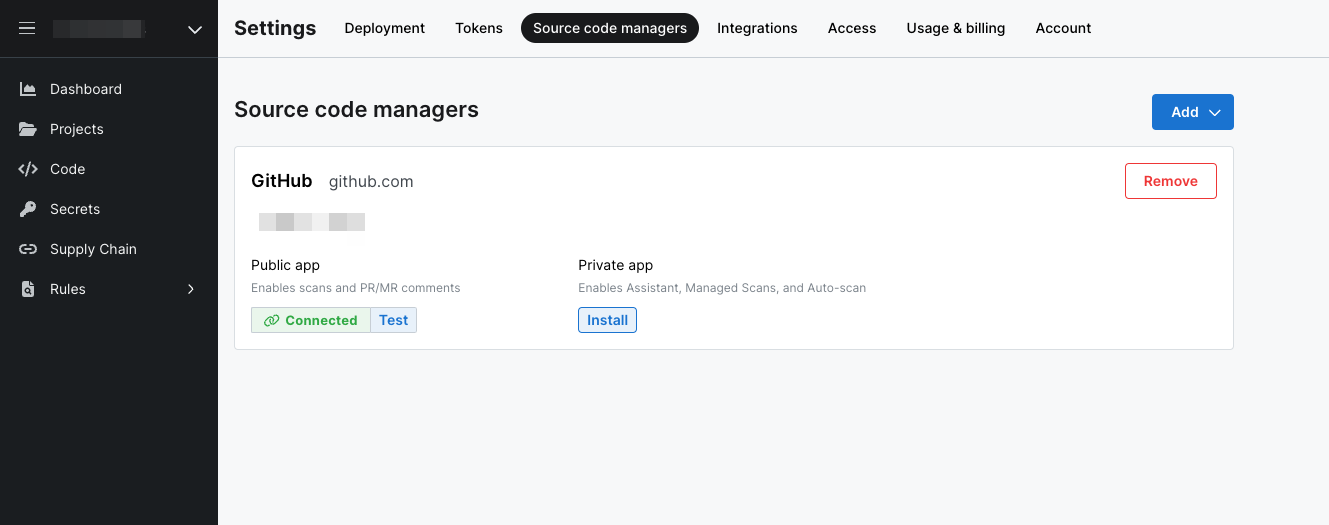 Settings Deployment Tokens Source code managers Integrations Access Usage & billing Account
Dashboard
Projects
Code
Secrets
Supply Chain
Rules
Source code managers
Add
GitHub github.com
Remove
Public app
Enables scans and PR/MR comments
Connected Test
Private app
Enables Assistant, Managed Scans, and Auto-scan
Install